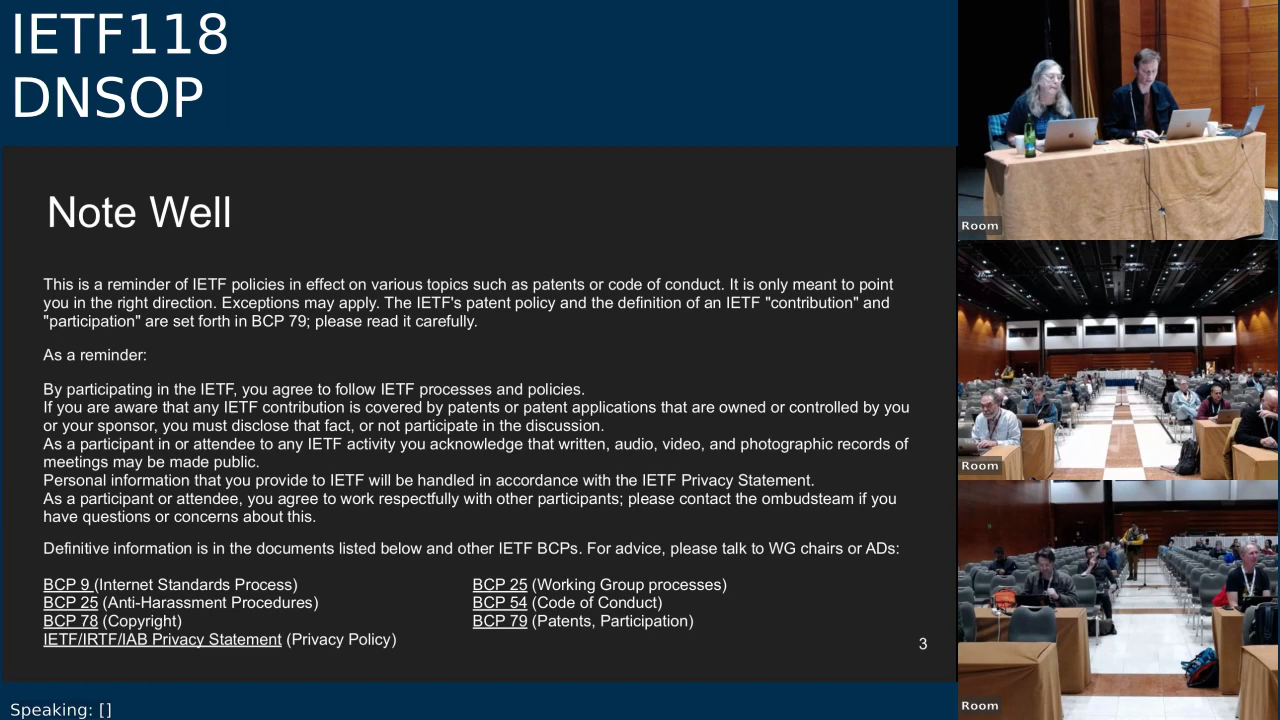 IETF118
DNSOP
Note Well
This is a reminder of IETF policies in effect on various topics such as patents or code of conduct. It is only meant to point
you in the right direction. Exceptions may apply. The IETF's patent policy and the definition of an IETF "contribution" and
"participation" are set forth in BCP 79; please read it carefully.
As a reminder:
By participating in the IETF, you agree to follow IETF processes and policies.
If you are aware that any IETF contribution is covered by patents or patent applications that are owned or controlled by you
or your sponsor, you must disclose that fact, or not participate in the discussion.
As a participant in or attendee to any IETF activity you acknowledge that written, audio, video, and photographic records of
meetings may be made public.
Personal information that you provide to IETF will be handled in accordance with the IETF Privacy Statement.
As a participant or attendee, you agree to work respectfully with other participants; please contact the ombudsteam if you
have questions or concerns about this.
Definitive information is in the documents listed below and other IETF BCPs. For advice, please talk to WG chairs or ADs:
BCP 9 (Internet Standards Process)
BCP 25 (Anti-Harassment Procedures)
BCP 78 (Copyright)
IETF/IRTF/IAB Privacy Statement (Privacy Policy)
BCP 25 (Working Group processes)
BCP 54 (Code of Conduct)
BCP 79 (Patents, Participation)
3
Speaking: []
Room
Room
Room